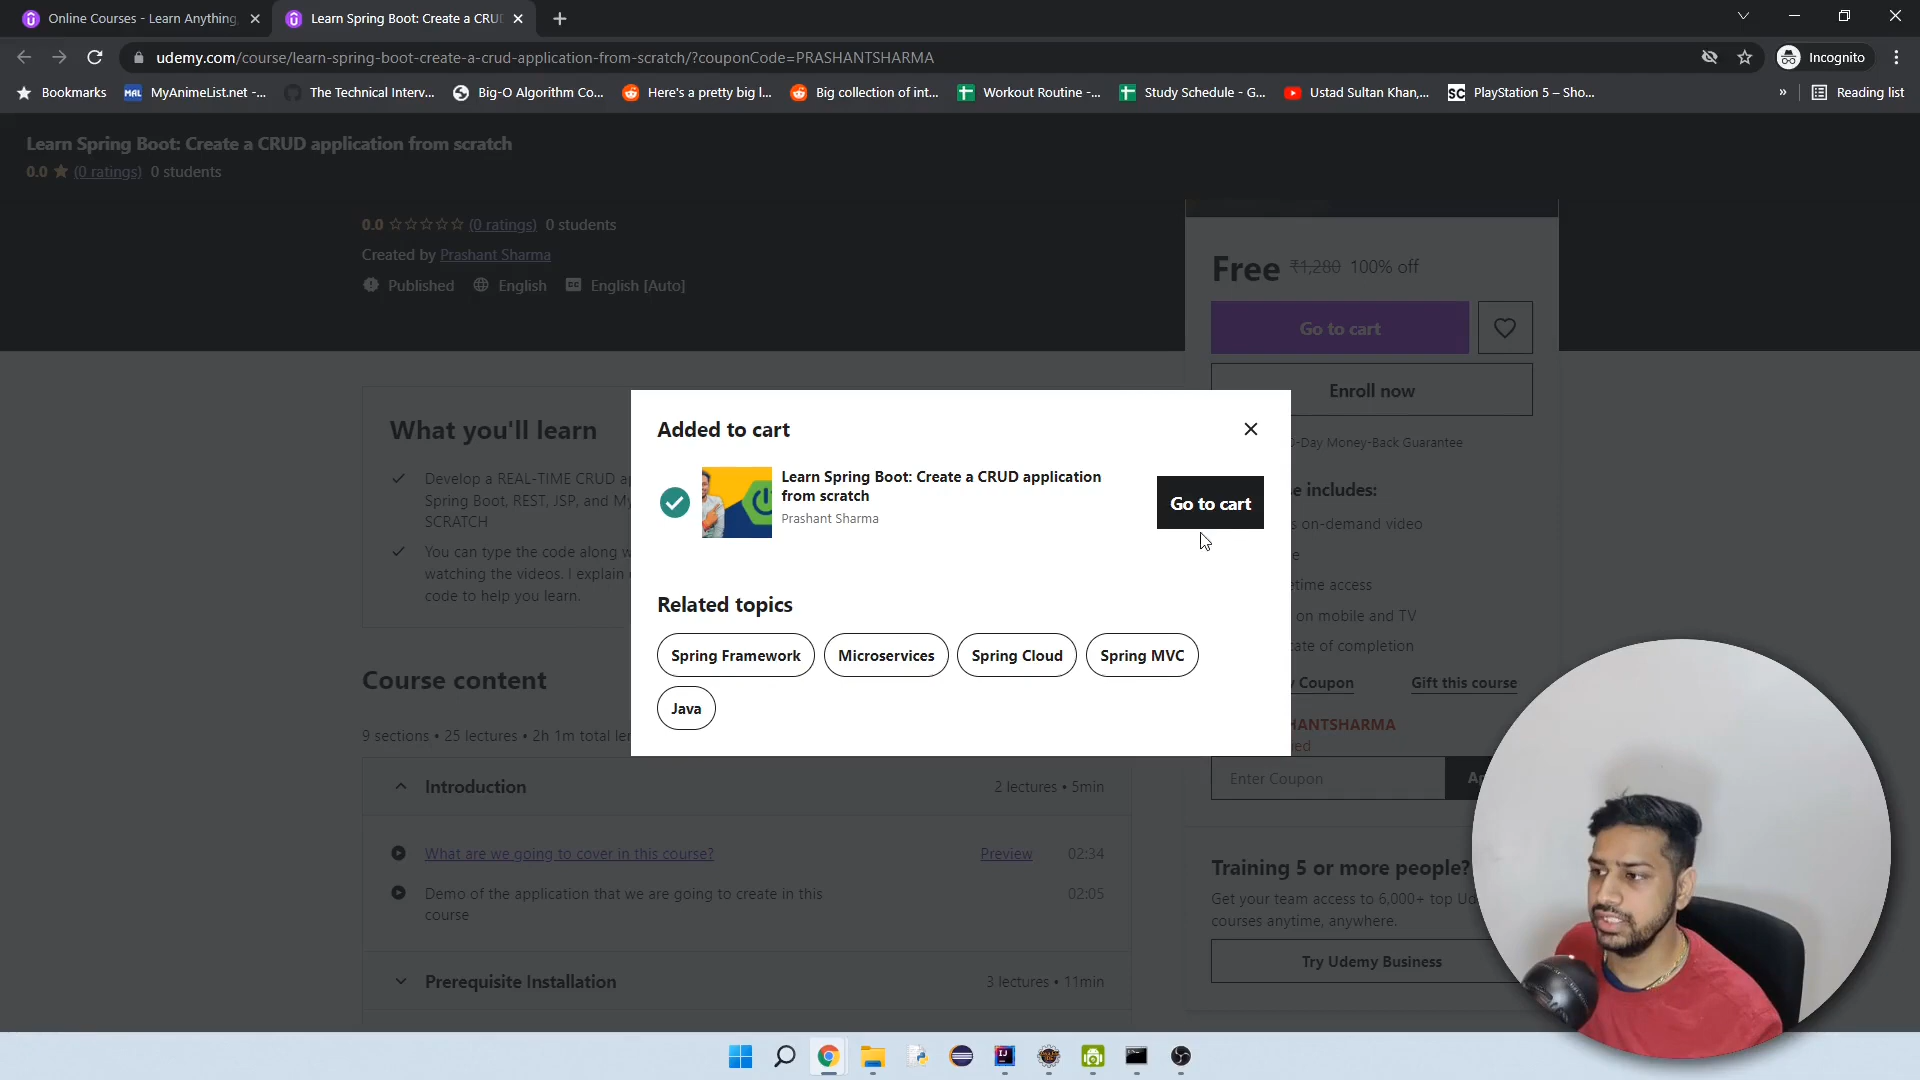 Online Courses - Learn Anything,
Learn Spring Boot: Create a CRU
udemy.com/course/learn-spring-boot-create-a-crud-application-from-scratch/?couponCode=PRASHANTSHARMA
Incognito
Bookmarks
MAL
MyAnimeList.net -...
The Technical Interv...
Big-O Algorithm Co...
Here's a pretty big l...
Big collection of int...
Workout Routine -...
Study Schedule - G...
Ustad Sultan Khan,...
SC
PlayStation 5 – Sho...
»
Reading list
Learn Spring Boot: Create a CRUD application from scratch
0.0 ★ (0 ratings) 0 students
0.0 ☆☆☆☆☆ (0 ratings) 0 students
Created by Prashant Sharma
Published English CC English [Auto]
Free ₹1,280 100% off
Go to cart
Enroll now
-Day Money-Back Guarantee
What you'll learn
Develop a REAL-TIME CRUD
Spring Boot, REST, JSP, and
SCRATCH
You can type the code along
watching the videos. I explain
code to help you learn.
Added to cart
Learn Spring Boot: Create a CRUD application
from scratch
Prashant Sharma
Go to cart
Related topics
Spring Framework
Microservices
Spring Cloud
Spring MVC
Java
includes:
on-demand video
access
on mobile and TV
of completion
Coupon
Gift this course
Enter Coupon
Course content
9 sections • 25 lectures • 2h 1m total
Introduction
2 lectures • 5min
What are we going to cover in this course?
Preview
02:34
Demo of the application that we are going to create in this
course
02:05
Prerequisite Installation
3 lectures • 11min
Training 5 or more people?
Get your team access to 6,000+ top
courses anytime, anywhere.
Try Udemy Business
IJ